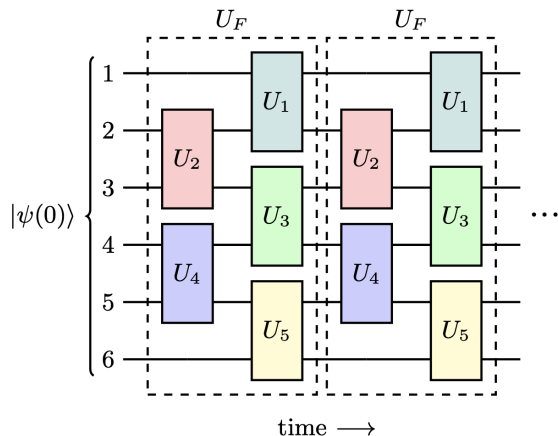 U_F U_F
1 U_1 U_1
2
U_2 U_2
|ψ(0)⟩ 3 U_3 U_3 ⋯
4 U_4 U_4
5 U_5 U_5
6
time ⟶